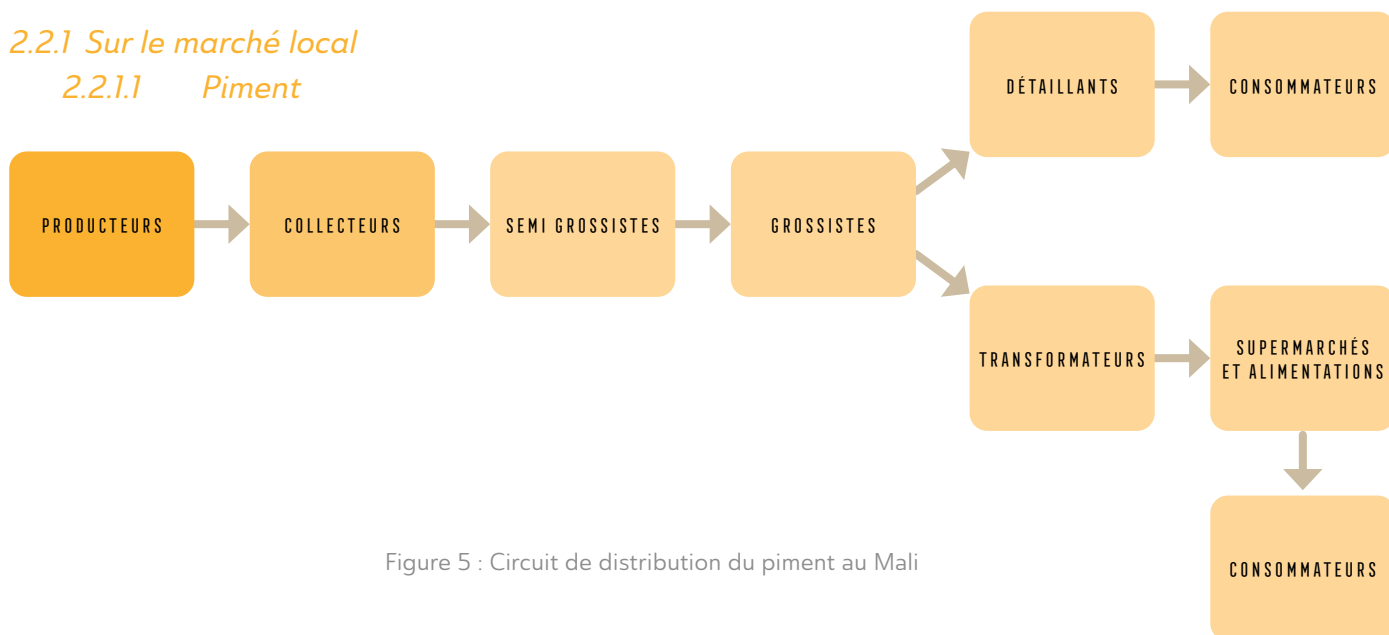 2.2.1 Sur le marché local
2.2.1.1 Piment
PRODUCTEURS
COLLECTEURS
SEMI GROSSISTES
GROSSISTES
DÉTAILLANTS
CONSOMMATEURS
TRANSFORMATEURS
SUPERMARCHÉS
ET ALIMENTATIONS
CONSOMMATEURS
Figure 5 : Circuit de distribution du piment au Mali